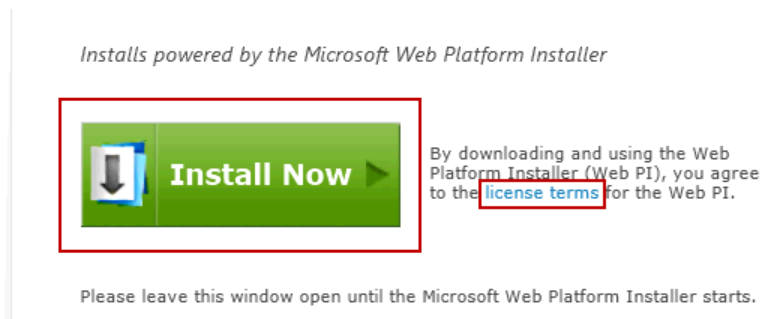 Installs powered by the Microsoft Web Platform Installer
Install Now
By downloading and using the Web
Platform Installer (Web PI), you agree
to the license terms for the Web PI.
Please leave this window open until the Microsoft Web Platform Installer starts.